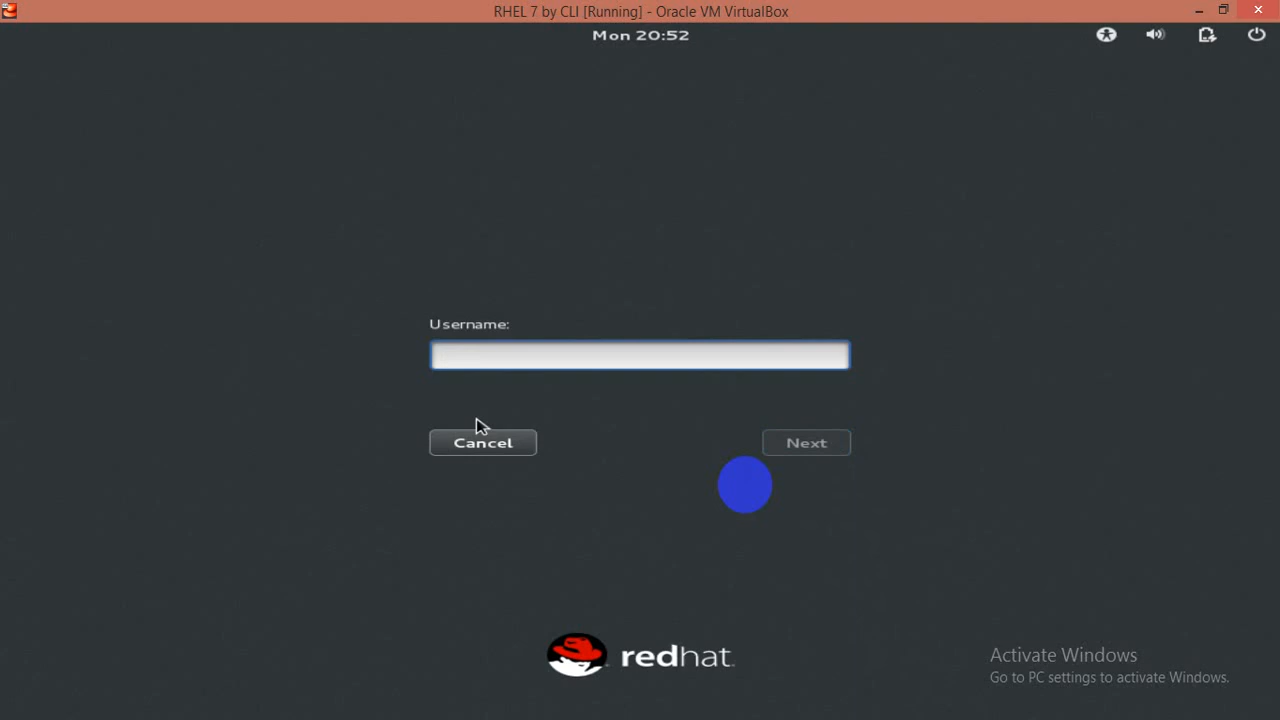 RHEL 7 by CLI [Running] - Oracle VM VirtualBox
Mon 20:52
Username:
Cancel
Next
redhat.
Activate Windows
Go to PC settings to activate Windows.